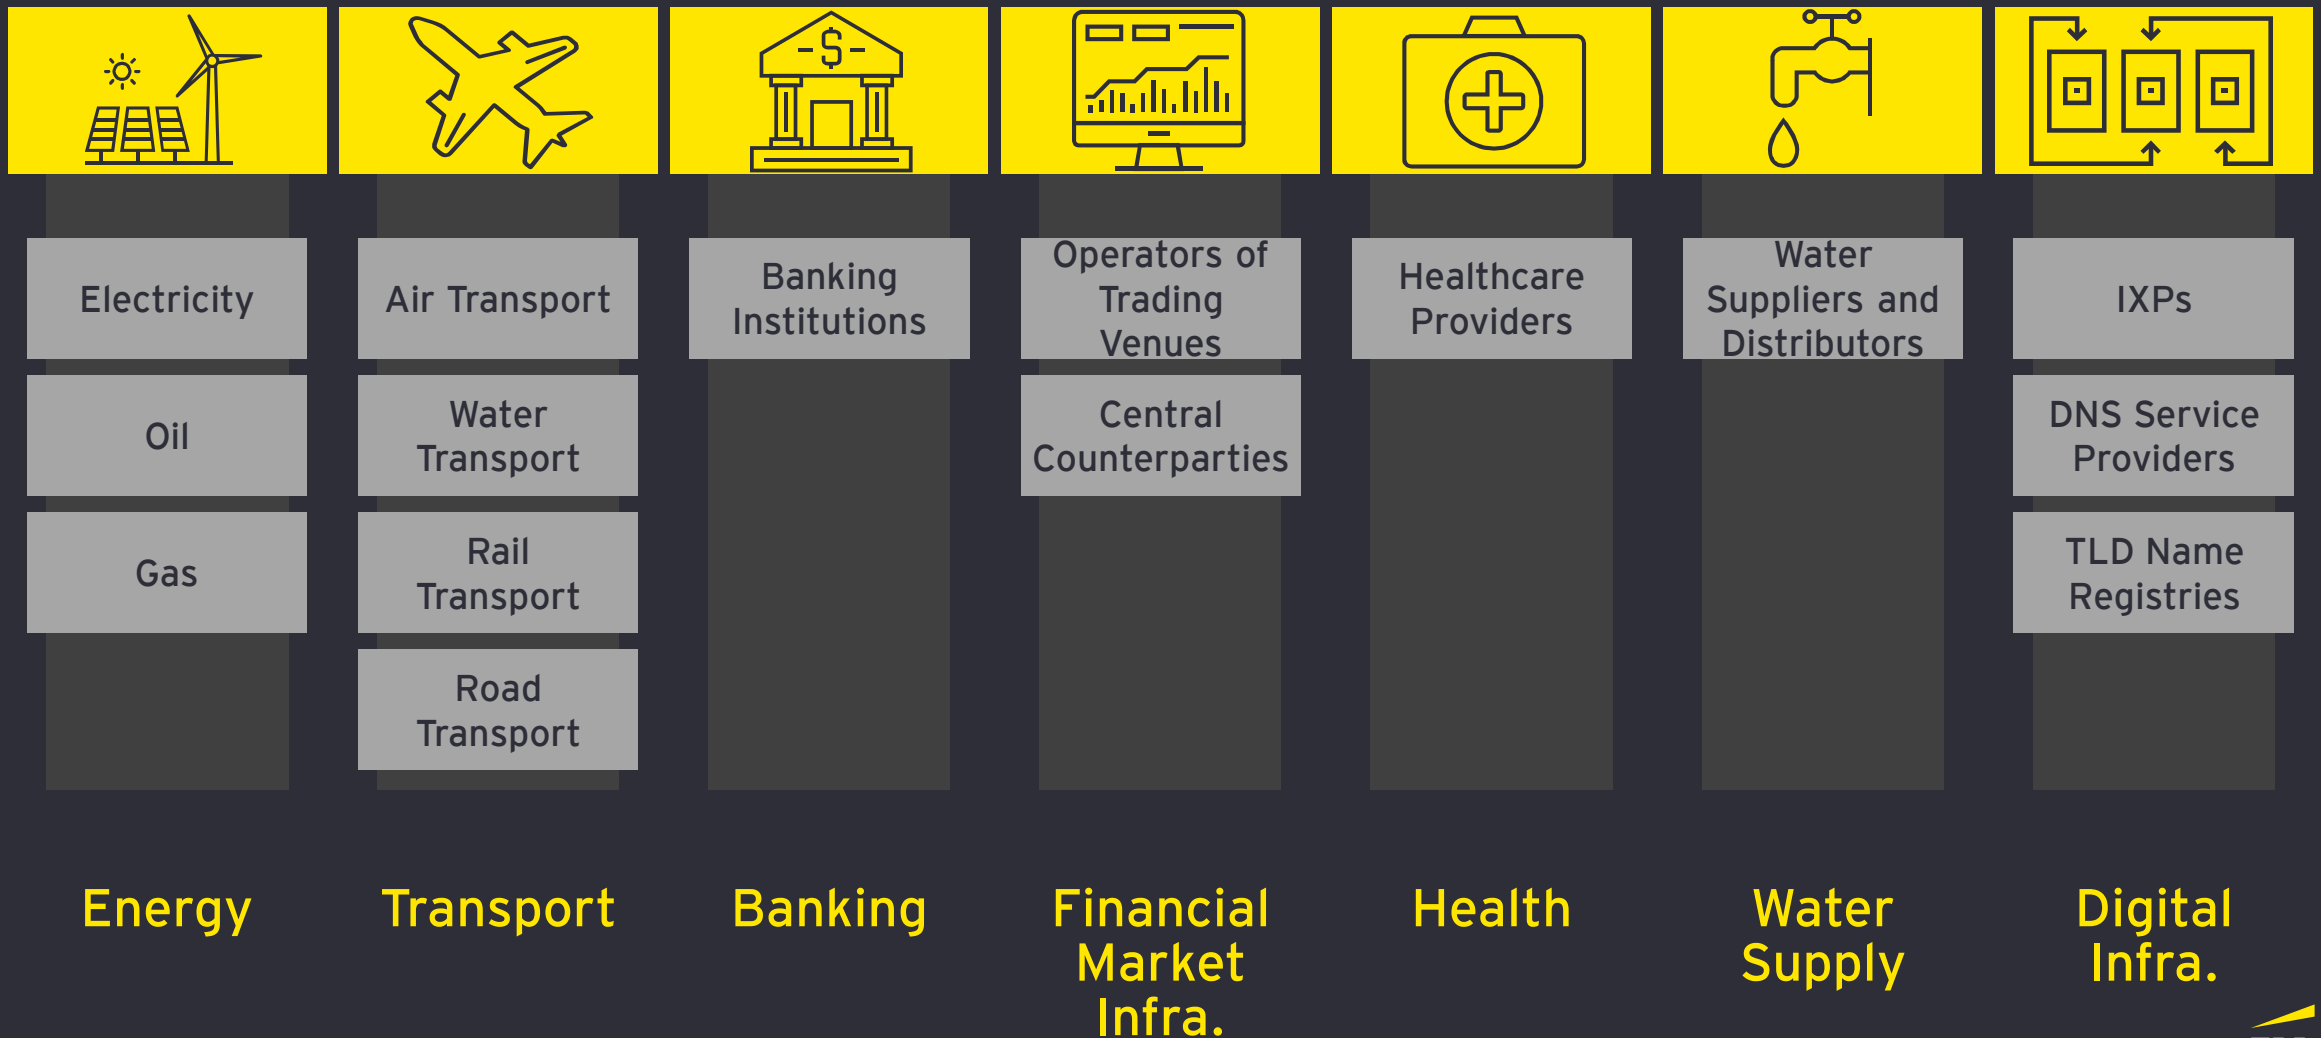 $
Electricity
Oil
Gas
Energy
Air Transport
Water
Transport
Rail
Transport
Road
Transport
Transport
Banking
Institutions
Banking
Operators of
Trading
Venues
Central
Counterparties
Financial
Market
Infra.
Healthcare
Providers
Health
Water
Suppliers and
Distributors
Water
Supply
IXPs
DNS Service
Providers
TLD Name
Registries
Digital
Infra.